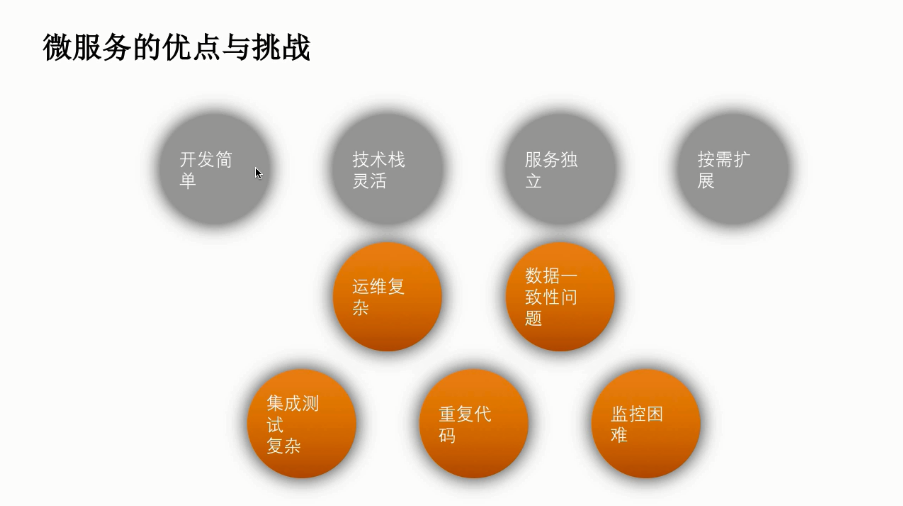 微服务的优点与挑战
开发简
单
技术栈
灵活
服务独
立
按需扩
展
运维复
杂
数据一
致性问
题
集成测
试
复杂
重复代
码
监控困
难